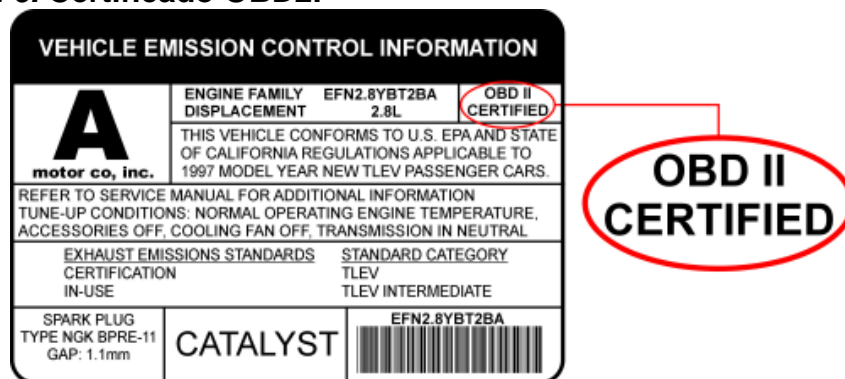 VEHICLE EMISSION CONTROL INFORMATION
A
motor co, inc.
ENGINE FAMILY EFN2.8YBT2BA
DISPLACEMENT 2.8L
OBD II
CERTIFIED
THIS VEHICLE CONFORMS TO U.S. EPA AND STATE
OF CALIFORNIA REGULATIONS APPLICABLE TO
1997 MODEL YEAR NEW TLEV PASSENGER CARS.
REFER TO SERVICE MANUAL FOR ADDITIONAL INFORMATION
TUNE-UP CONDITIONS: NORMAL OPERATING ENGINE TEMPERATURE,
ACCESSORIES OFF, COOLING FAN OFF, TRANSMISSION IN NEUTRAL
EXHAUST EMISSIONS STANDARDS STANDARD CATEGORY
CERTIFICATION TLEV
IN-USE TLEV INTERMEDIATE
SPARK PLUG
TYPE NGK BPRE-11
GAP: 1.1mm
CATALYST
EFN2.8YBT2BA
OBD II
CERTIFIED